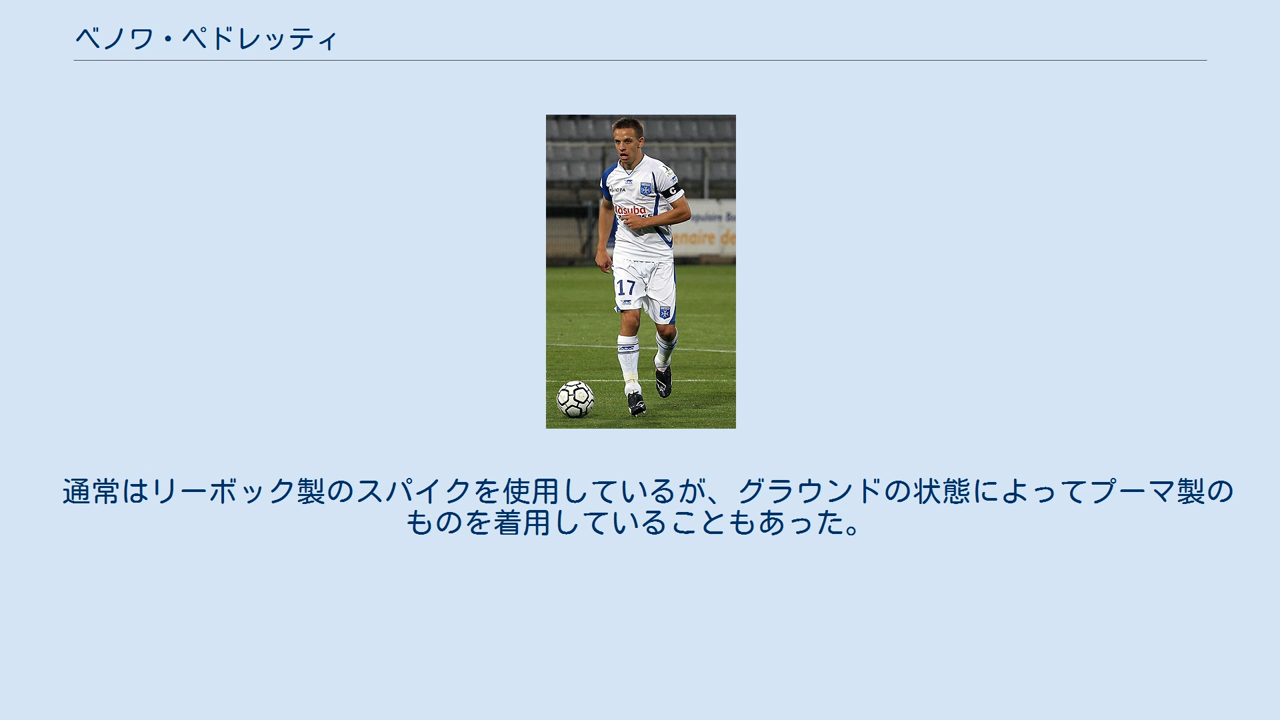 ベノワ・ペドレッティ
17
通常はリーボック製のスパイクを使用しているが、グラウンドの状態によってプーマ製の
ものを着用していることもあった。